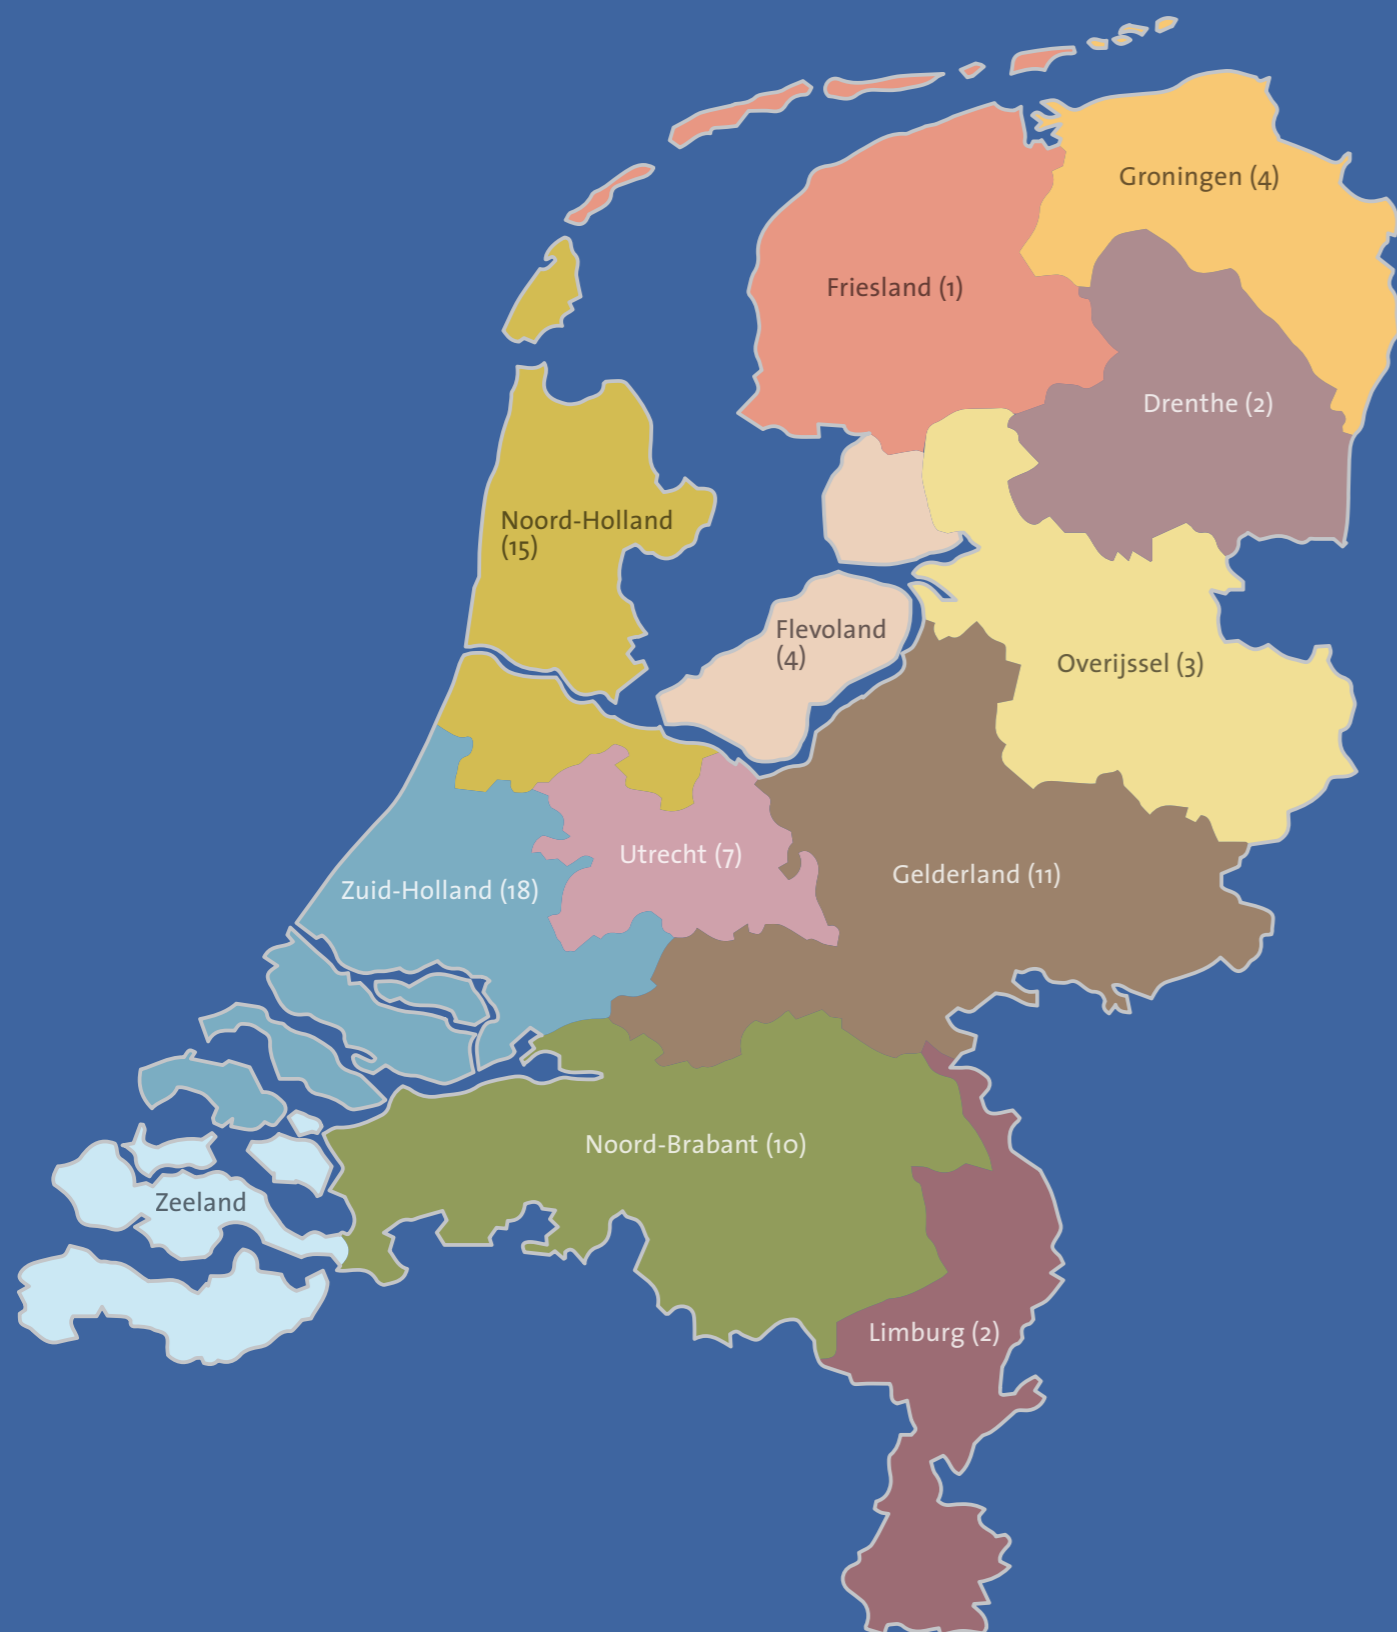 Groningen (4)
Friesland (1)
Drenthe (2)
Noord-Holland
(15)
Flevoland
(4)
Overijssel (3)
Utrecht (7)
Gelderland (11)
Zuid-Holland (18)
Noord-Brabant (10)
Zeeland
Limburg (2)